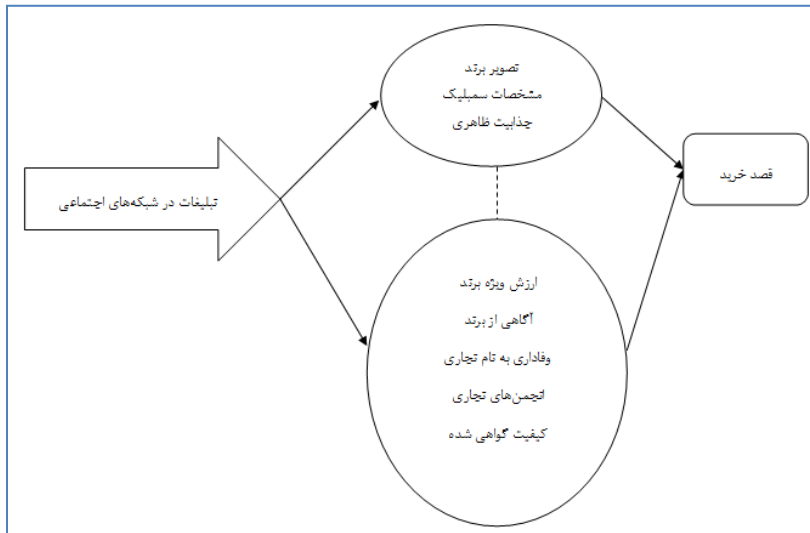 تصویر برند
مشخصات سمبلیک
جذابیت ظاهری
قصد خرید
تبلیغات در شبکه‌های اجتماعی
ارزش ویژه برند
آگاهی از برند
وفاداری به نام تجاری
انجمن‌های تجاری
کیفیت گواهی شده